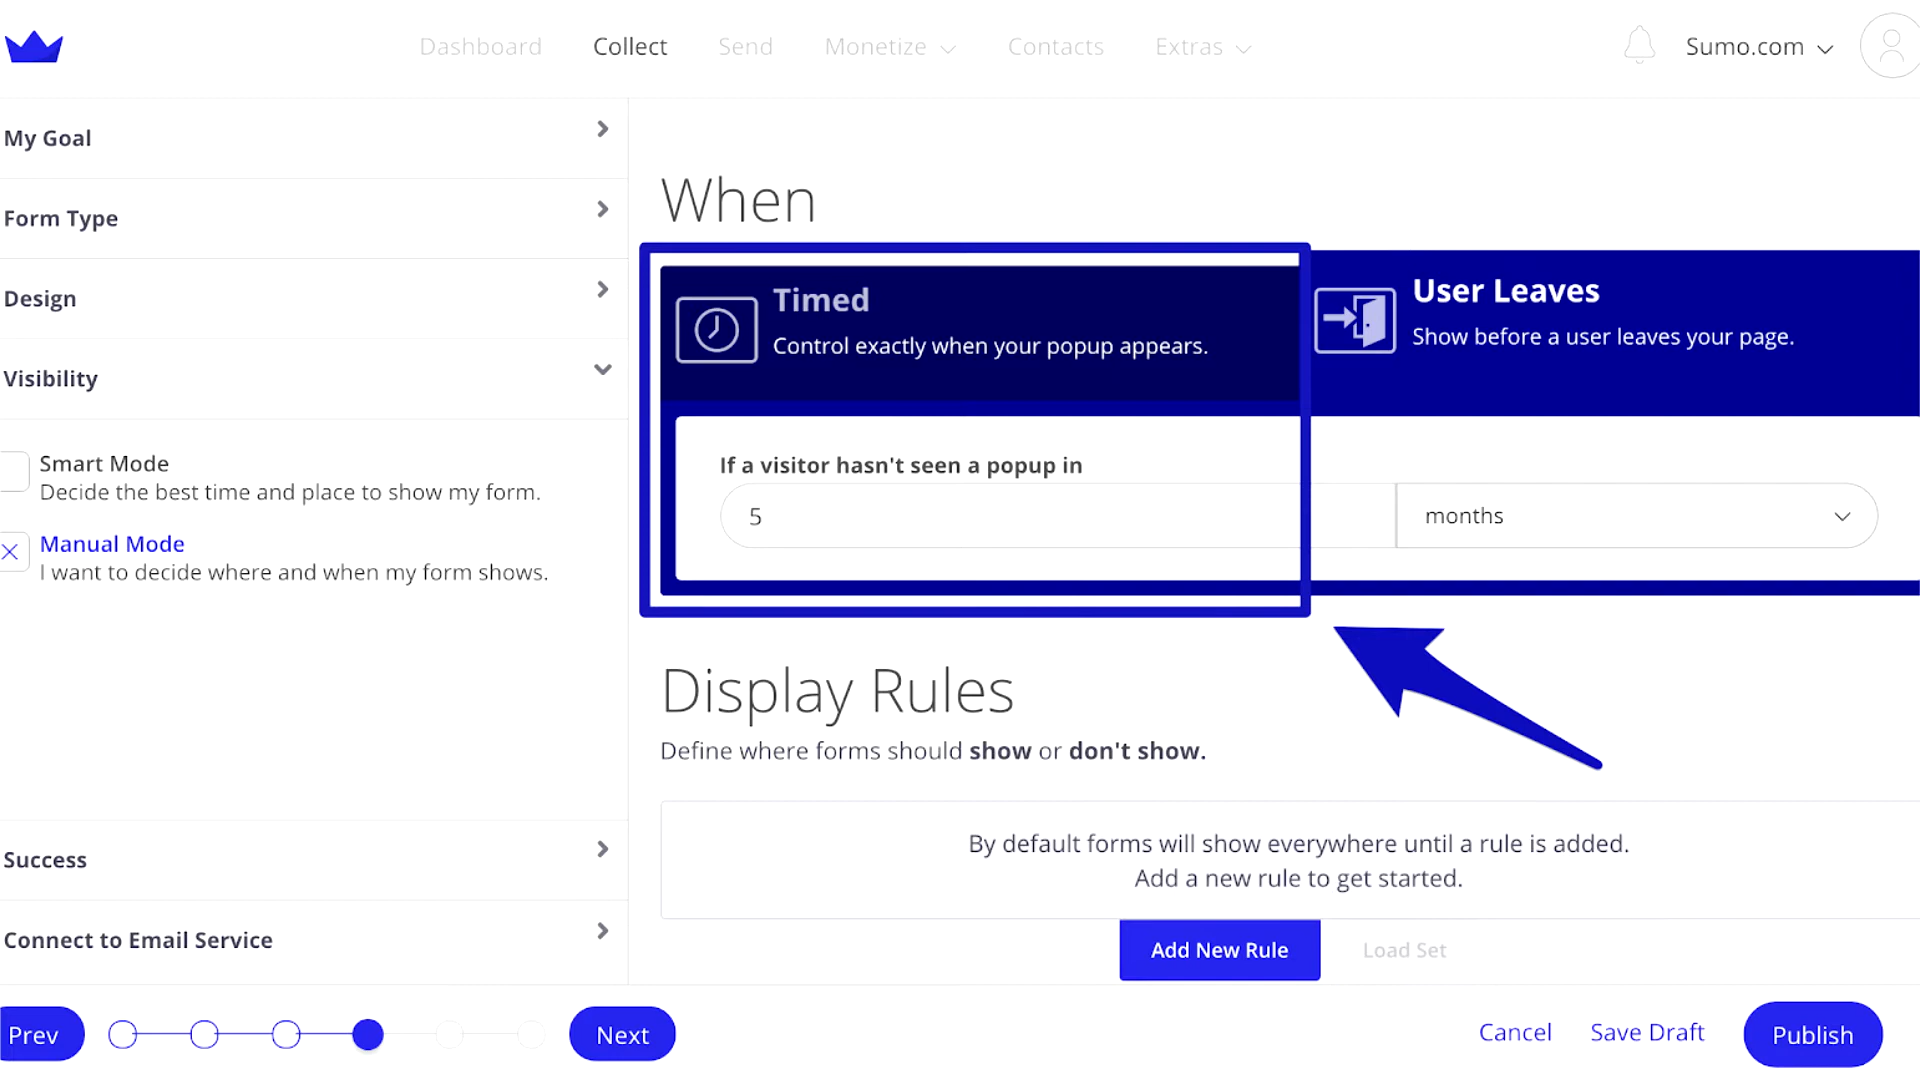 Dashboard
Collect
Send
Monetize
Contacts
Extras
Sumo.com
My Goal
Form Type
Design
Visibility
Smart Mode
Decide the best time and place to show my form.
Manual Mode
I want to decide where and when my form shows.
Success
Connect to Email Service
When
Timed
Control exactly when your popup appears.
User Leaves
Show before a user leaves your page.
If a visitor hasn't seen a popup in
5
months
Display Rules
Define where forms should show or don't show.
By default forms will show everywhere until a rule is added.
Add a new rule to get started.
Add New Rule
Load Set
Prev
Next
Cancel
Save Draft
Publish